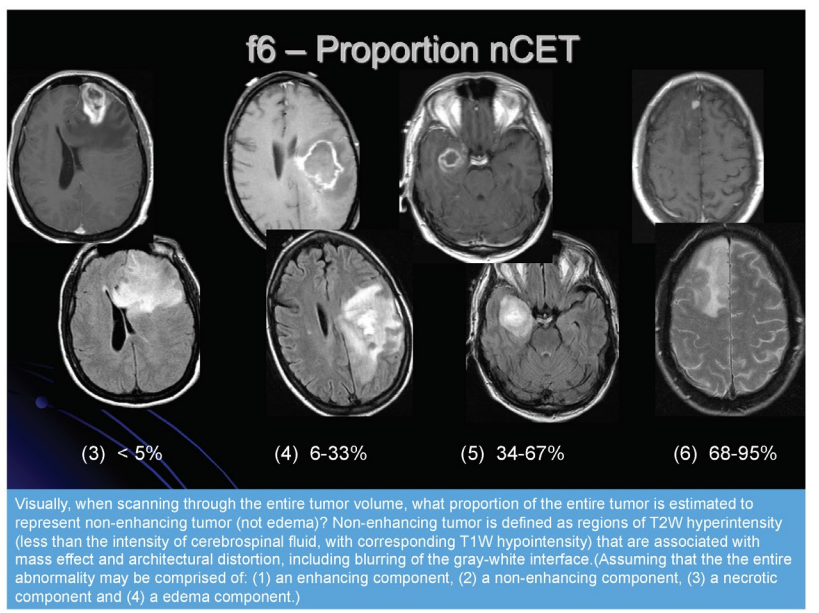 f6 – Proportion nCET
(3) < 5%
(4) 6-33%
(5) 34-67%
(6) 68-95%
Visually, when scanning through the entire tumor volume, what proportion of the entire tumor is estimated to
represent non-enhancing tumor (not edema)? Non-enhancing tumor is defined as regions of T2W hyperintensity
(less than the intensity of cerebrospinal fluid, with corresponding T1W hypointensity) that are associated with
mass effect and architectural distortion, including blurring of the gray-white interface.(Assuming that the the entire
abnormality may be comprised of: (1) an enhancing component, (2) a non-enhancing component, (3) a necrotic
component and (4) a edema component.)